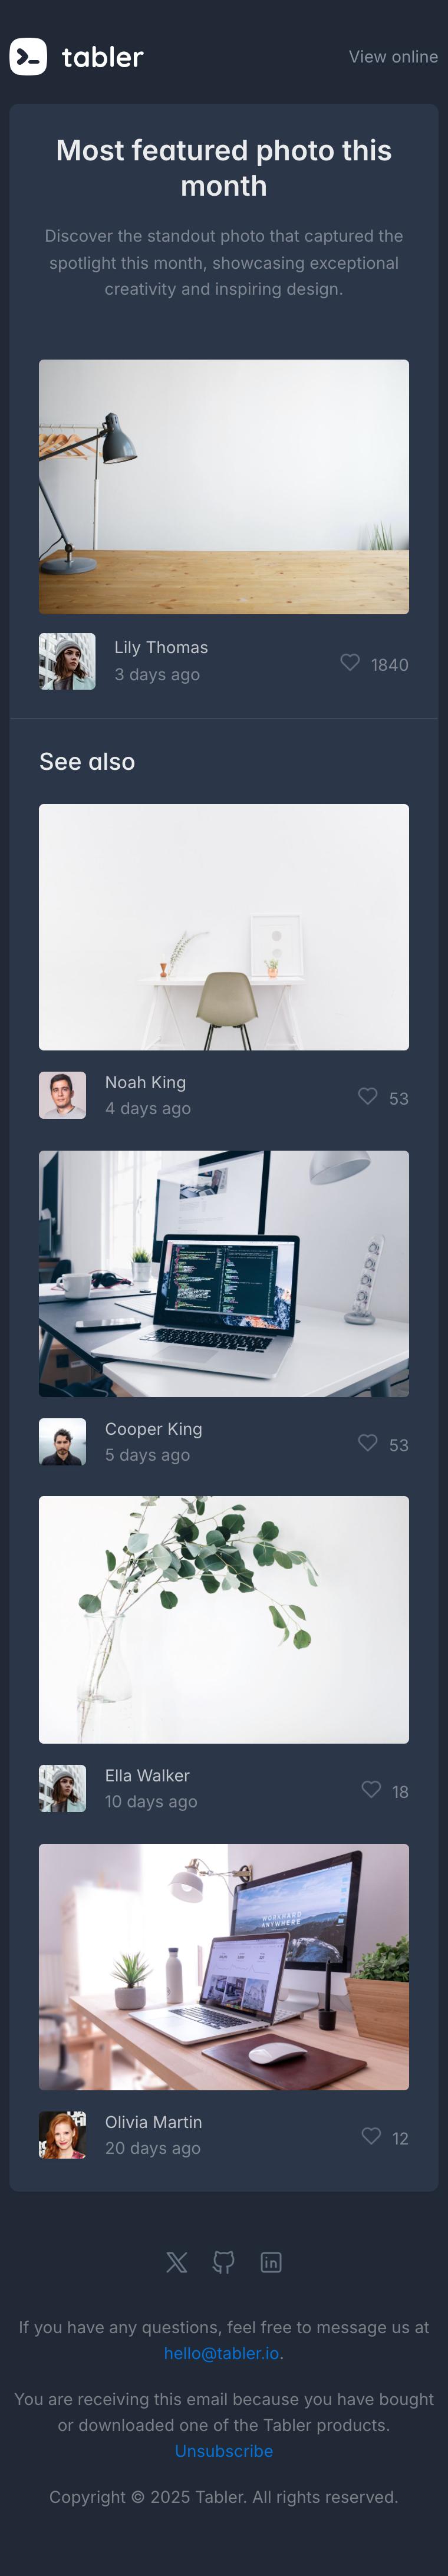 tabler
View online
Most featured photo this
month
Discover the standout photo that captured the
spotlight this month, showcasing exceptional
creativity and inspiring design.
Lily Thomas
3 days ago
1840
See also
Noah King
4 days ago
53
Cooper King
5 days ago
53
Ella Walker
10 days ago
18
WORKHARD
ANYWHERE
Olivia Martin
20 days ago
12
If you have any questions, feel free to message us at
hello@tabler.io.
You are receiving this email because you have bought
or downloaded one of the Tabler products.
Unsubscribe
Copyright © 2025 Tabler. All rights reserved.